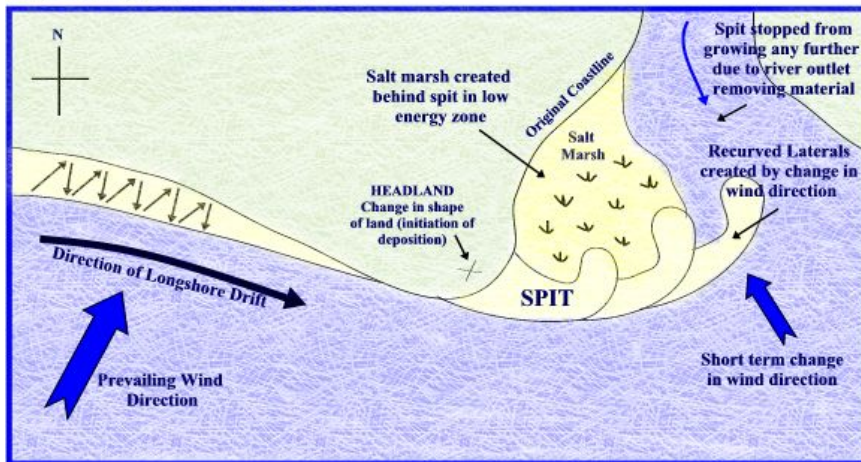 N
Salt marsh created
behind spit in low
energy zone
Original Coastline
Salt
Marsh
Spit stopped from
growing any further
due to river outlet
removing material
Recurved Laterals
created by change in
wind direction
HEADLAND
Change in shape
of land (initiation of
deposition)
Direction of Longshore Drift
SPIT
Prevailing Wind
Direction
Short term change
in wind direction